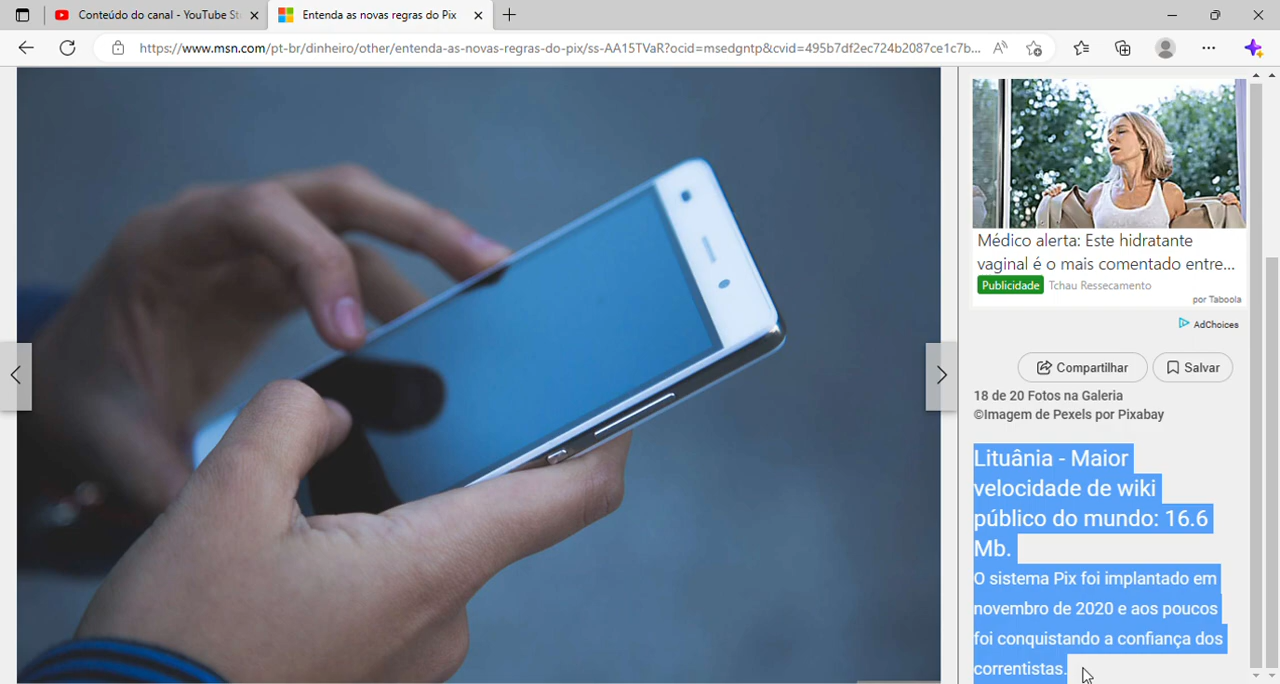 Conteúdo do canal - YouTube St
Entenda as novas regras do Pix
https://www.msn.com/pt-br/dinheiro/other/entenda-as-novas-regras-do-pix/ss-AA15TVaR?ocid=msedgntp&cvid=495b7df2ec724b2087ce1c7b...
Médico alerta: Este hidratante
vaginal é o mais comentado entre...
Publicidade Tchau Ressecamento
por Taboola
AdChoices
Compartilhar Salvar
18 de 20 Fotos na Galeria
©Imagem de Pexels por Pixabay
Lituânia - Maior
velocidade de wiki
público do mundo: 16.6
Mb.
O sistema Pix foi implantado em
novembro de 2020 e aos poucos
foi conquistando a confiança dos
correntistas.